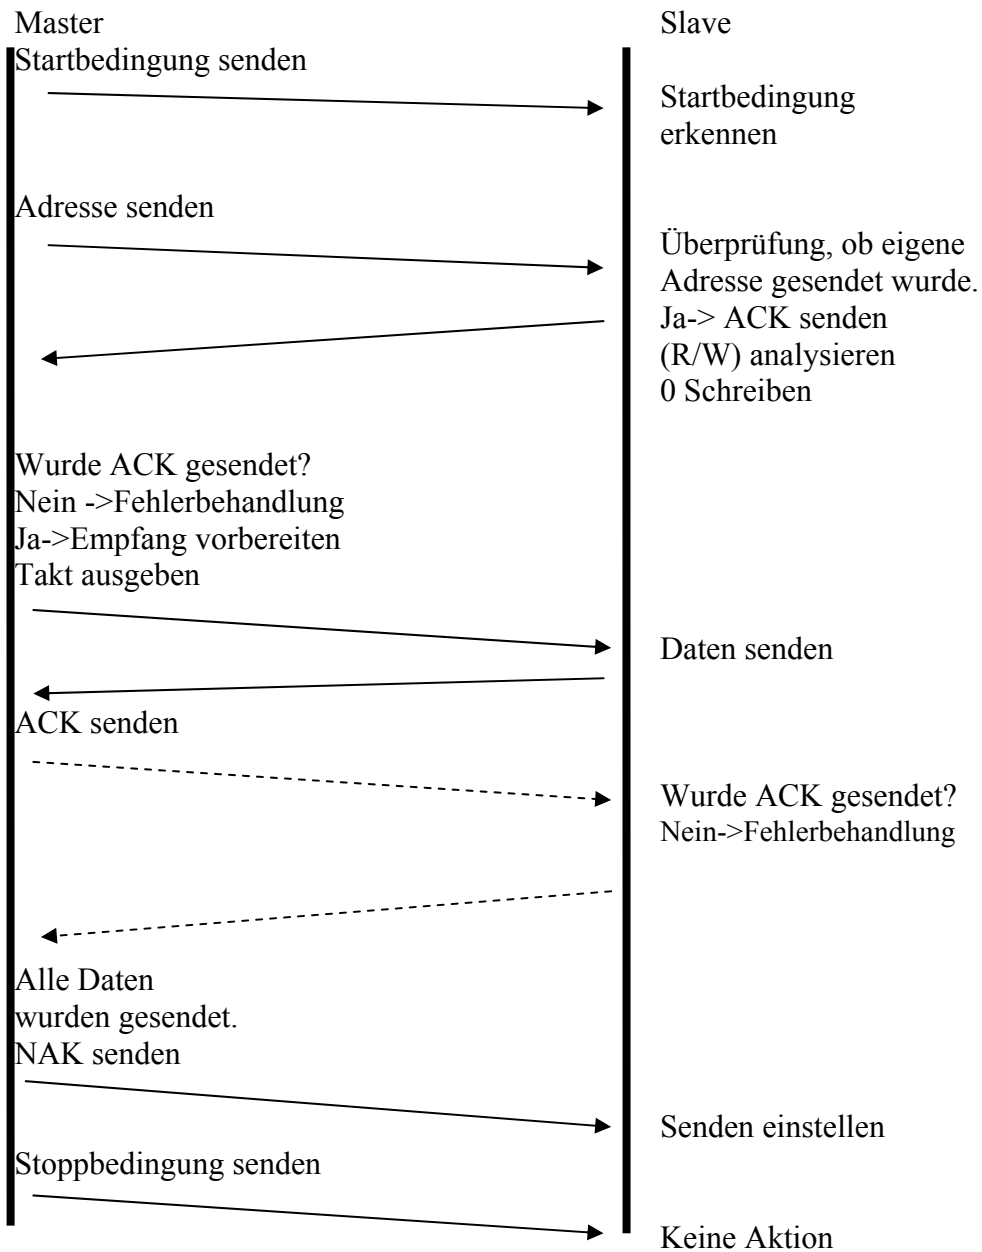 Master
Slave
Startbedingung senden
Startbedingung
erkennen
Adresse senden
Überprüfung, ob eigene
Adresse gesendet wurde.
Ja-> ACK senden
(R/W) analysieren
0 Schreiben
Wurde ACK gesendet?
Nein ->Fehlerbehandlung
Ja->Empfang vorbereiten
Takt ausgeben
Daten senden
ACK senden
Wurde ACK gesendet?
Nein->Fehlerbehandlung
Alle Daten
wurden gesendet.
NAK senden
Senden einstellen
Stoppbedingung senden
Keine Aktion